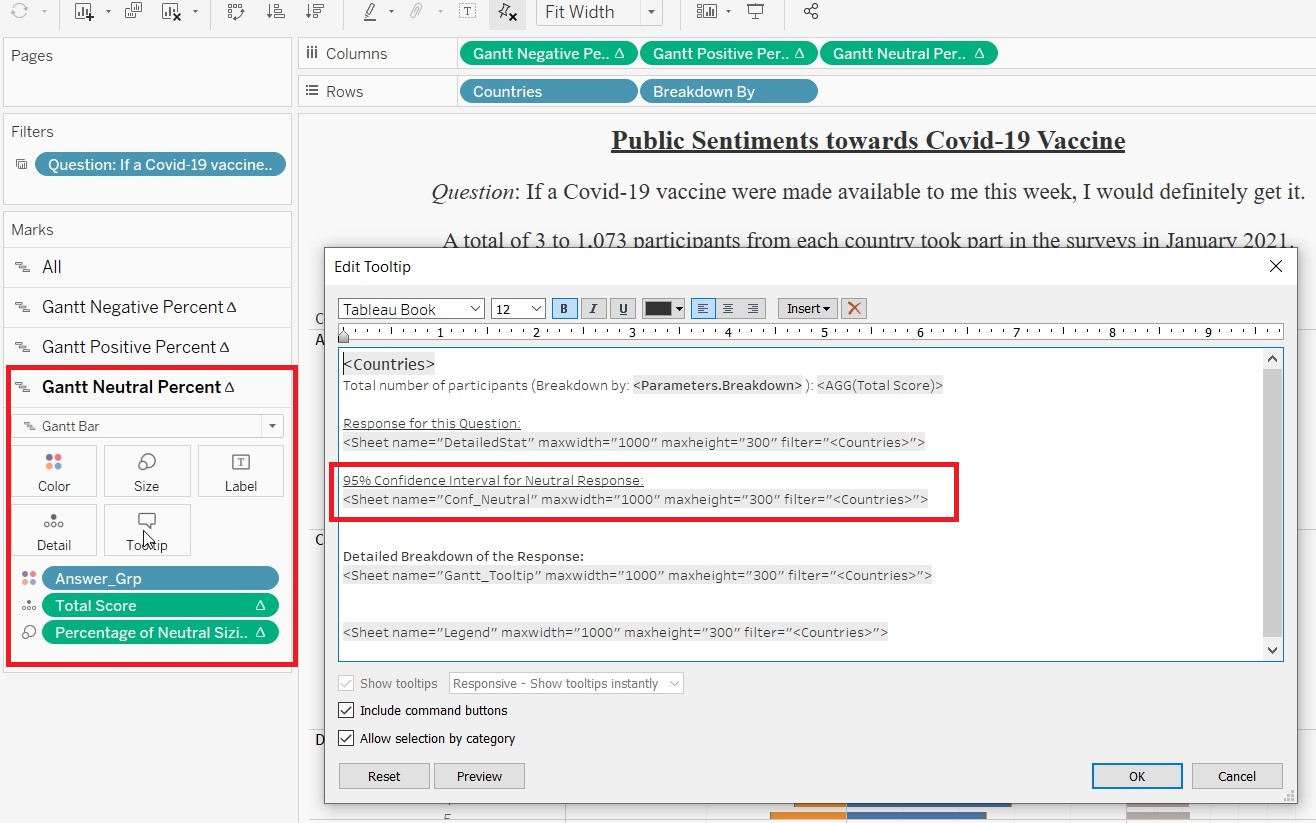 Fit Width
Pages
Columns
Gantt Negative Pe.. Δ
Gantt Positive Per.. Δ
Gantt Neutral Per.. Δ
Rows
Countries
Breakdown By
Filters
Question: If a Covid-19 vaccine..
Public Sentiments towards Covid-19 Vaccine
Question: If a Covid-19 vaccine were made available to me this week, I would definitely get it.
A total of 3 to 1,073 participants from each country took part in the surveys in January 2021.
Marks
All
Gantt Negative Percent Δ
Gantt Positive Percent Δ
Gantt Neutral Percent Δ
Gantt Bar
Color
Size
Label
Detail
Tooltip
Answer_Grp
Total Score Δ
Percentage of Neutral Sizi.. Δ
Edit Tooltip
Tableau Book
12
B
I
U
Insert
1 2 3 4 5 6 7 8 9
<Countries>
Total number of participants (Breakdown by: <Parameters.Breakdown> ): <AGG(Total Score)>
Response for this Question:
<Sheet name="DetailedStat" maxwidth="1000" maxheight="300" filter="<Countries>">
95% Confidence Interval for Neutral Response:
<Sheet name="Conf_Neutral" maxwidth="1000" maxheight="300" filter="<Countries>">
Detailed Breakdown of the Response:
<Sheet name="Gantt_Tooltip" maxwidth="1000" maxheight="300" filter="<Countries>">
<Sheet name="Legend" maxwidth="1000" maxheight="300" filter="<Countries>">
Show tooltips
Responsive - Show tooltips instantly
Include command buttons
Allow selection by category
Reset
Preview
OK
Cancel